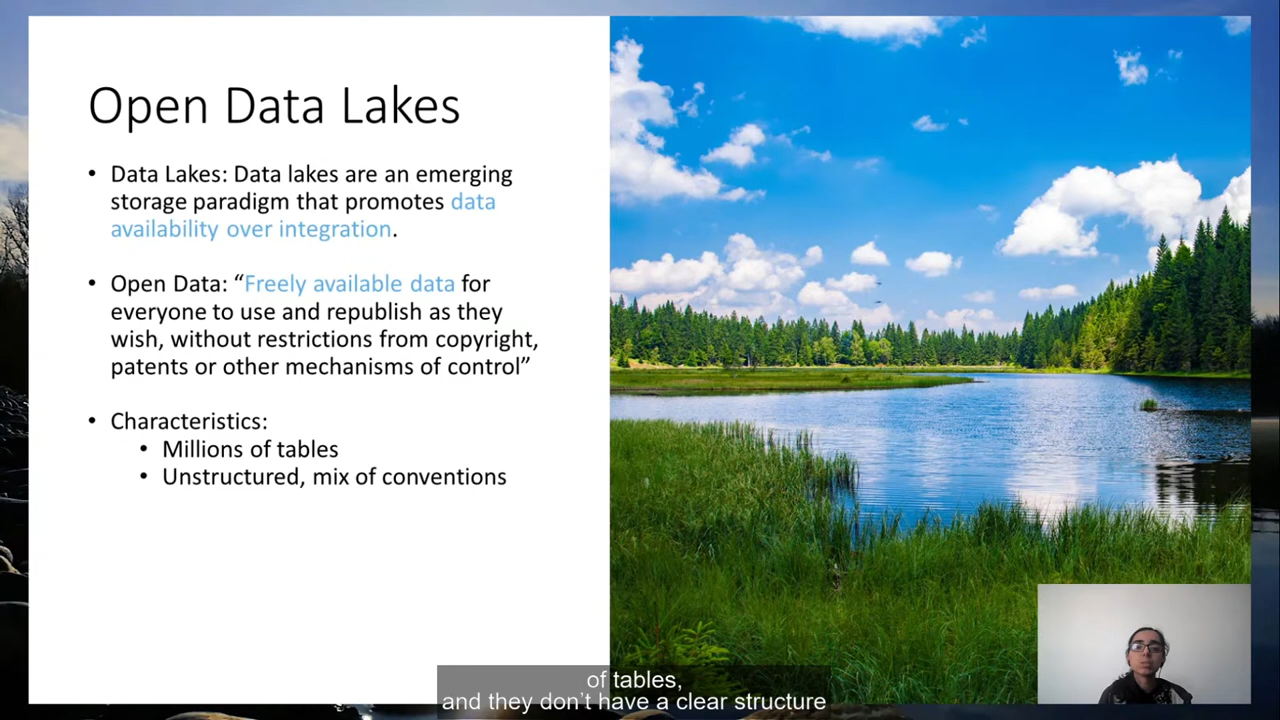 Open Data Lakes
• Data Lakes: Data lakes are an emerging
storage paradigm that promotes data
availability over integration.
• Open Data: “Freely available data for
everyone to use and republish as they
wish, without restrictions from copyright,
patents or other mechanisms of control”
• Characteristics:
• Millions of tables
• Unstructured, mix of conventions
of tables,
and they don’t have a clear structure